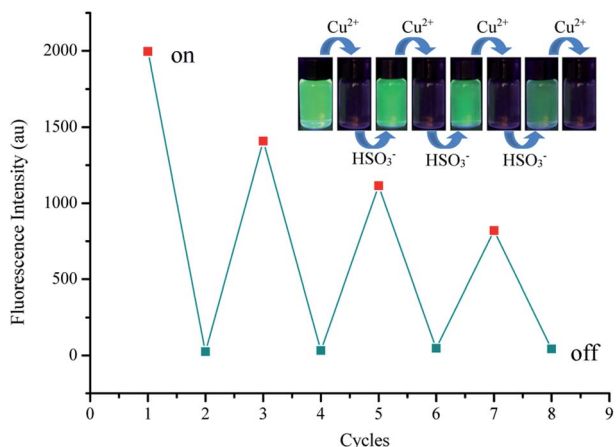 Cu²⁺ Cu²⁺ Cu²⁺ Cu²⁺
HSO₃⁻ HSO₃⁻ HSO₃⁻
on
off
Fluorescence Intensity (au)
2000
1500
1000
500
0
0 1 2 3 4 5 6 7 8 9
Cycles